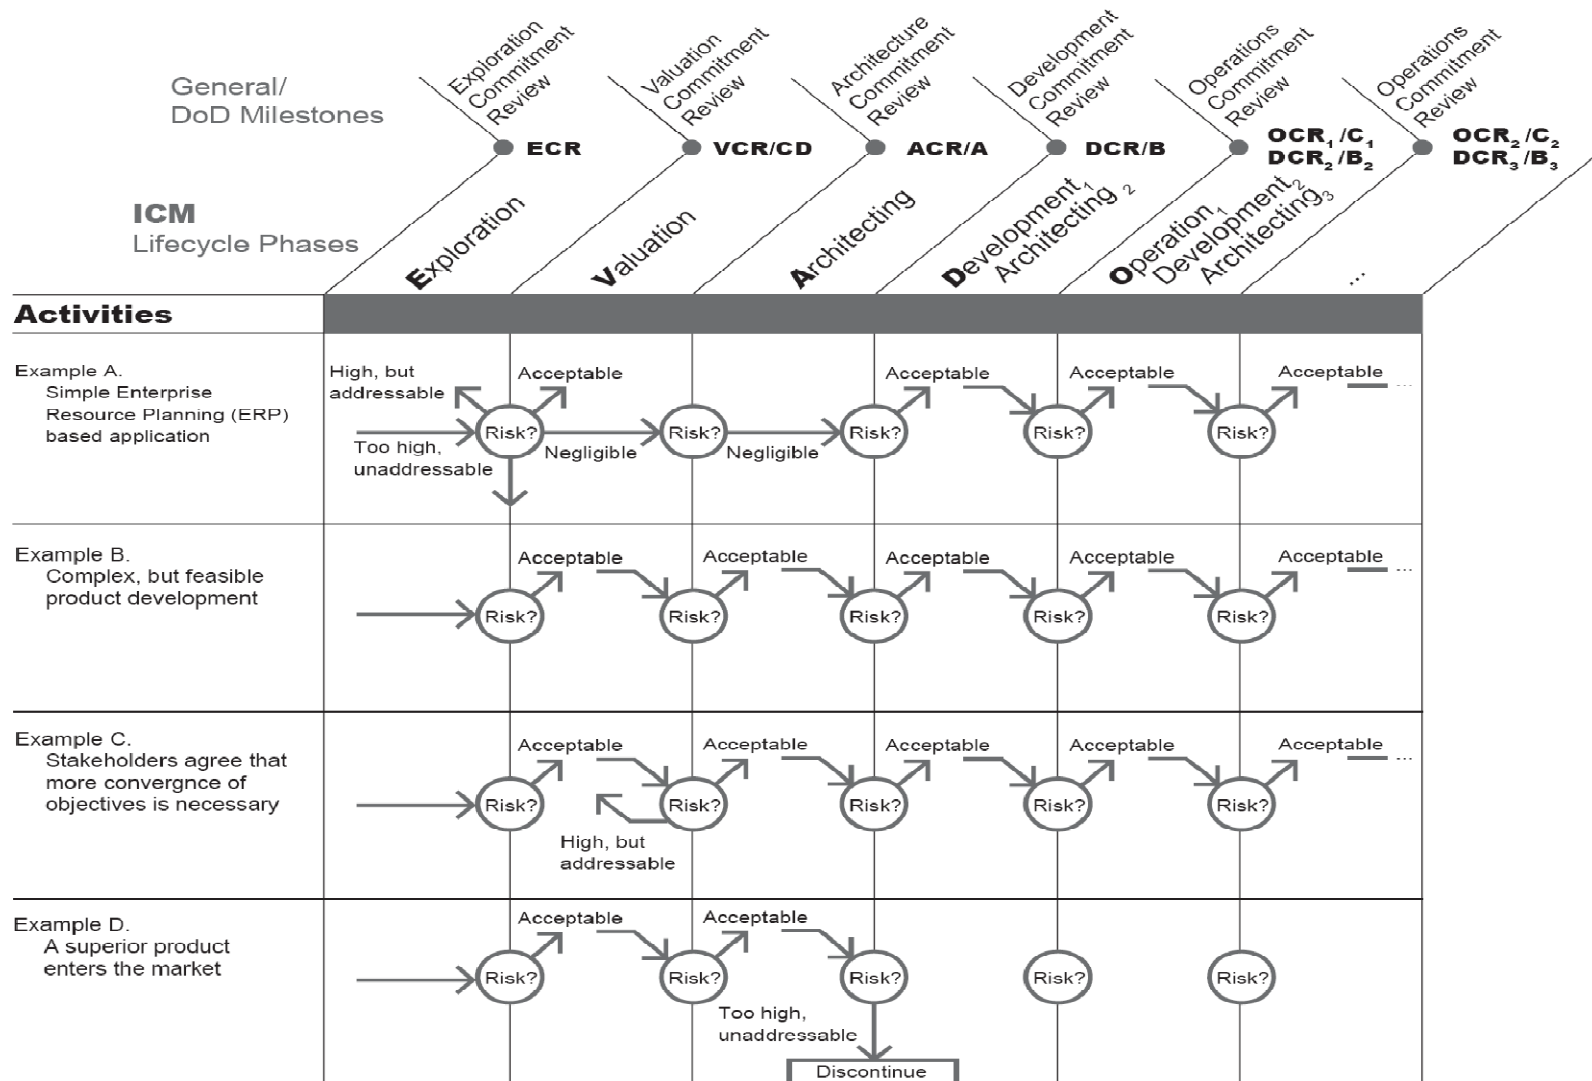 General/
DoD Milestones
Exploration
Commitment
Review
Valuation
Commitment
Review
Architecture
Commitment
Review
Development
Commitment
Review
Operations
Commitment
Review
Operations
Commitment
Review
ECR
VCR/CD
ACR/A
DCR/B
OCR₁/C₁
DCR₂/B₂
OCR₂/C₂
DCR₃/B₃
ICM
Lifecycle Phases
Exploration
Valuation
Architecting
Development₁
Architecting ₂
Operation₁
Development₂
Architecting₃
...
Activities
Example A.
Simple Enterprise
Resource Planning (ERP)
based application
High, but
addressable
Acceptable
Acceptable
Acceptable
Acceptable
...
Risk?
Risk?
Risk?
Risk?
Risk?
Too high,
unaddressable
Negligible
Negligible
Example B.
Complex, but feasible
product development
Acceptable
Acceptable
Acceptable
Acceptable
Acceptable
...
Risk?
Risk?
Risk?
Risk?
Risk?
Example C.
Stakeholders agree that
more convergnce of
objectives is necessary
Acceptable
Acceptable
Acceptable
Acceptable
Acceptable
...
Risk?
Risk?
Risk?
Risk?
Risk?
High, but
addressable
Example D.
A superior product
enters the market
Acceptable
Acceptable
Risk?
Risk?
Risk?
Risk?
Risk?
Too high,
unaddressable
Discontinue